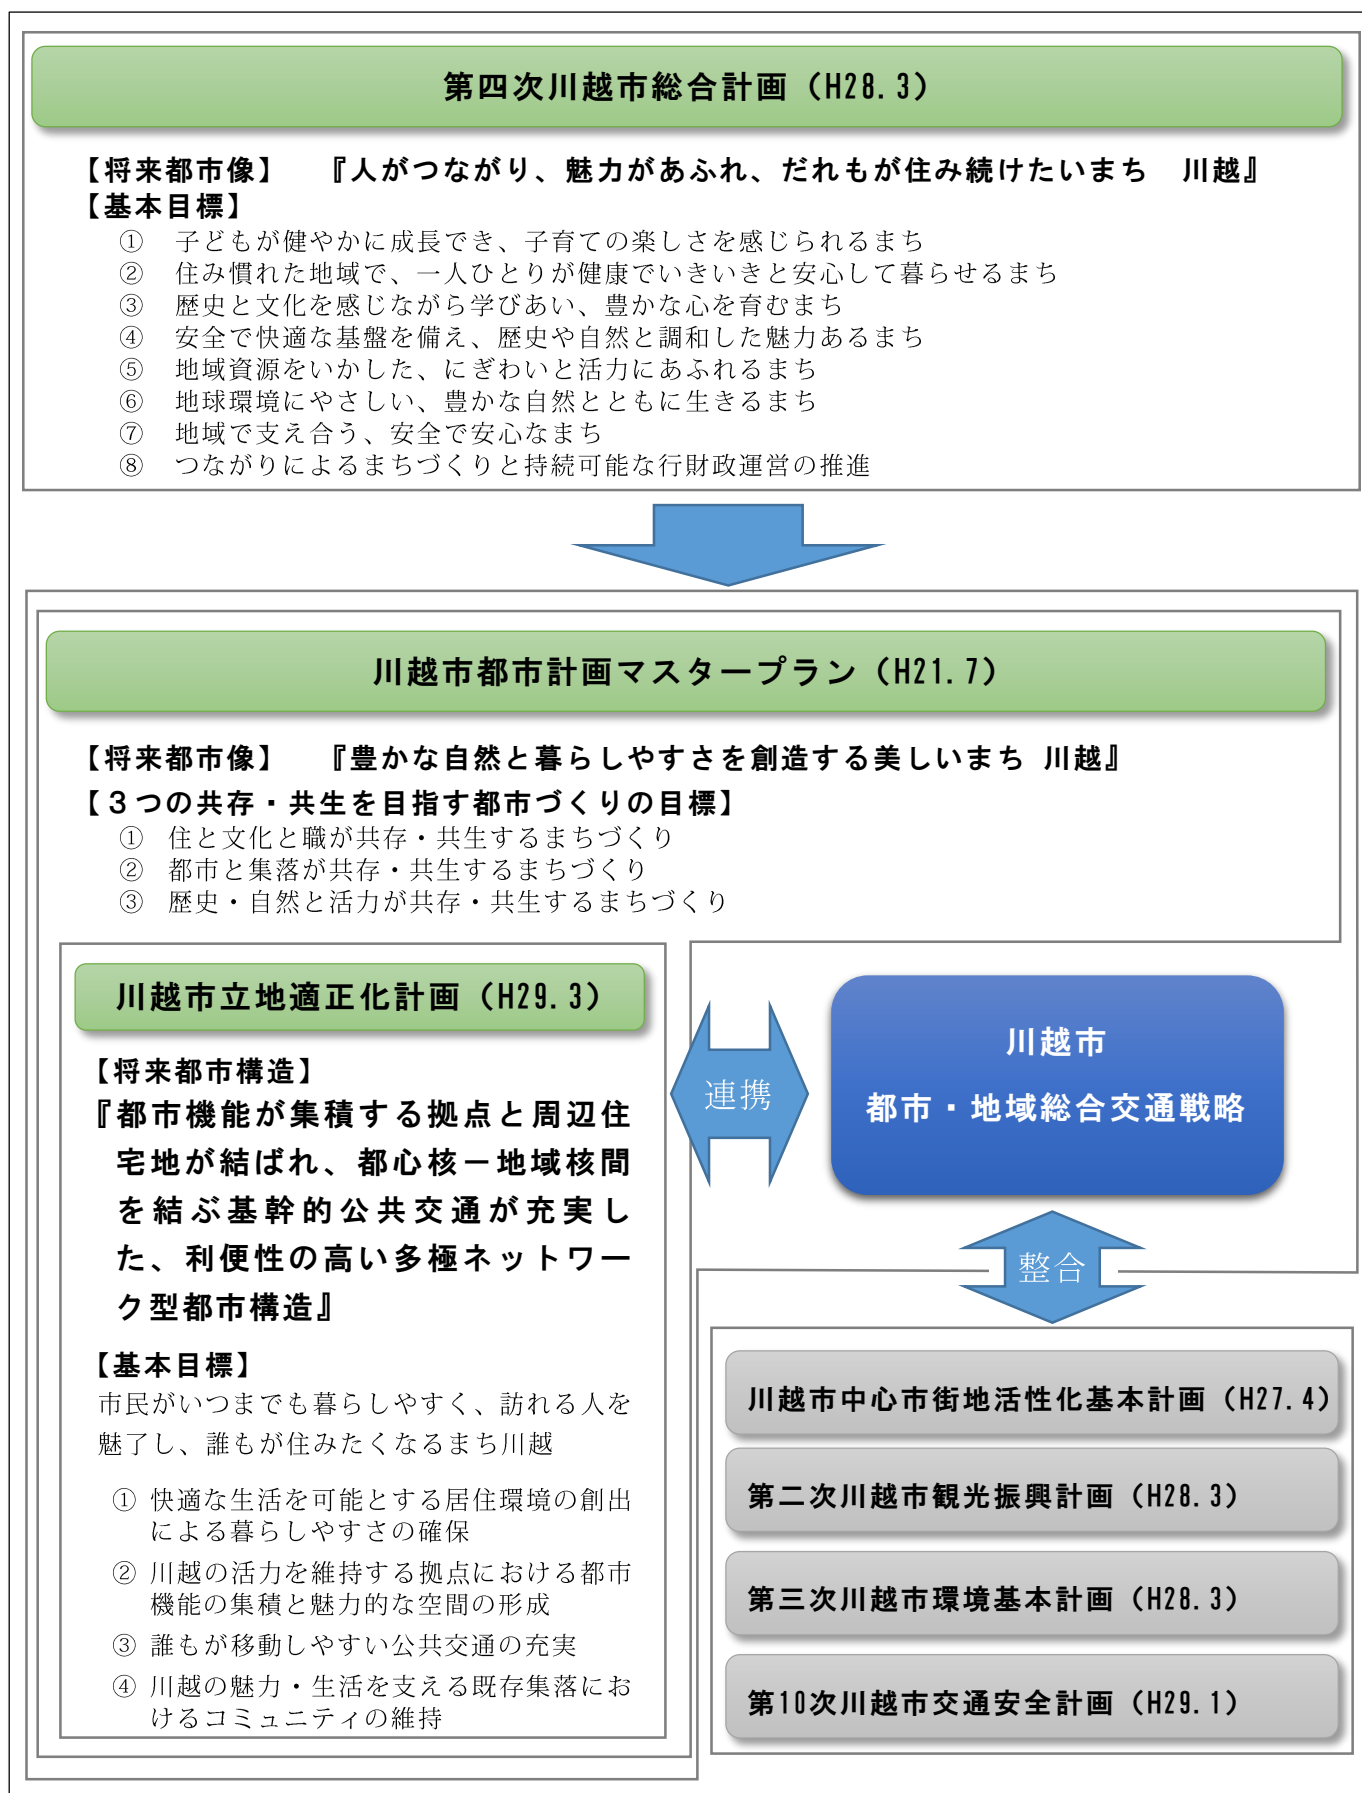 第四次川越市総合計画（H28.3）
【将来都市像】　『人がつながり、魅力があふれ、だれもが住み続けたいまち　川越』
【基本目標】
①　子どもが健やかに成長でき、子育ての楽しさを感じられるまち
②　住み慣れた地域で、一人ひとりが健康でいきいきと安心して暮らせるまち
③　歴史と文化を感じながら学びあい、豊かな心を育むまち
④　安全で快適な基盤を備え、歴史や自然と調和した魅力あるまち
⑤　地域資源をいかした、にぎわいと活力にあふれるまち
⑥　地球環境にやさしい、豊かな自然とともに生きるまち
⑦　地域で支え合う、安全で安心なまち
⑧　つながりによるまちづくりと持続可能な行財政運営の推進
川越市都市計画マスタープラン（H21.7）
【将来都市像】　『豊かな自然と暮らしやすさを創造する美しいまち 川越』
【３つの共存・共生を目指す都市づくりの目標】
①　住と文化と職が共存・共生するまちづくり
②　都市と集落が共存・共生するまちづくり
③　歴史・自然と活力が共存・共生するまちづくり
川越市立地適正化計画（H29.3）
【将来都市構造】
『都市機能が集積する拠点と周辺住
宅地が結ばれ、都心核－地域核間
を結ぶ基幹的公共交通が充実し
た、利便性の高い多極ネットワー
ク型都市構造』
【基本目標】
市民がいつまでも暮らしやすく、訪れる人を
魅了し、誰もが住みたくなるまち川越
① 快適な生活を可能とする居住環境の創出
による暮らしやすさの確保
② 川越の活力を維持する拠点における都市
機能の集積と魅力的な空間の形成
③ 誰もが移動しやすい公共交通の充実
④ 川越の魅力・生活を支える既存集落にお
けるコミュニティの維持
連携
川越市
都市・地域総合交通戦略
整合
川越市中心市街地活性化基本計画（H27.4）
第二次川越市観光振興計画（H28.3）
第三次川越市環境基本計画（H28.3）
第10次川越市交通安全計画（H29.1）